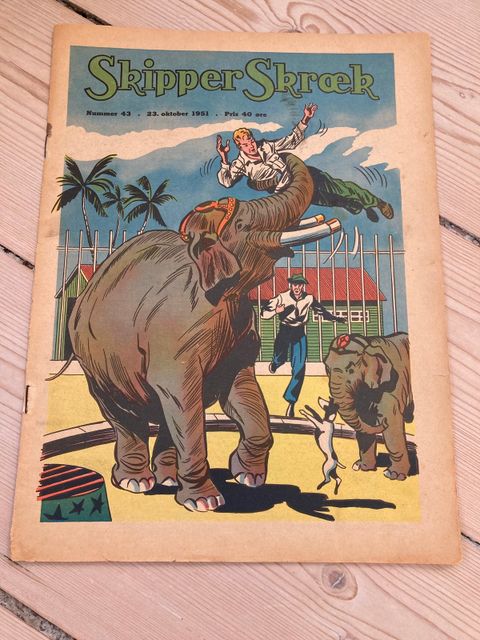 Skipper Skræk
Nummer 43 . 23. oktober 1951 . Pris 40 øre